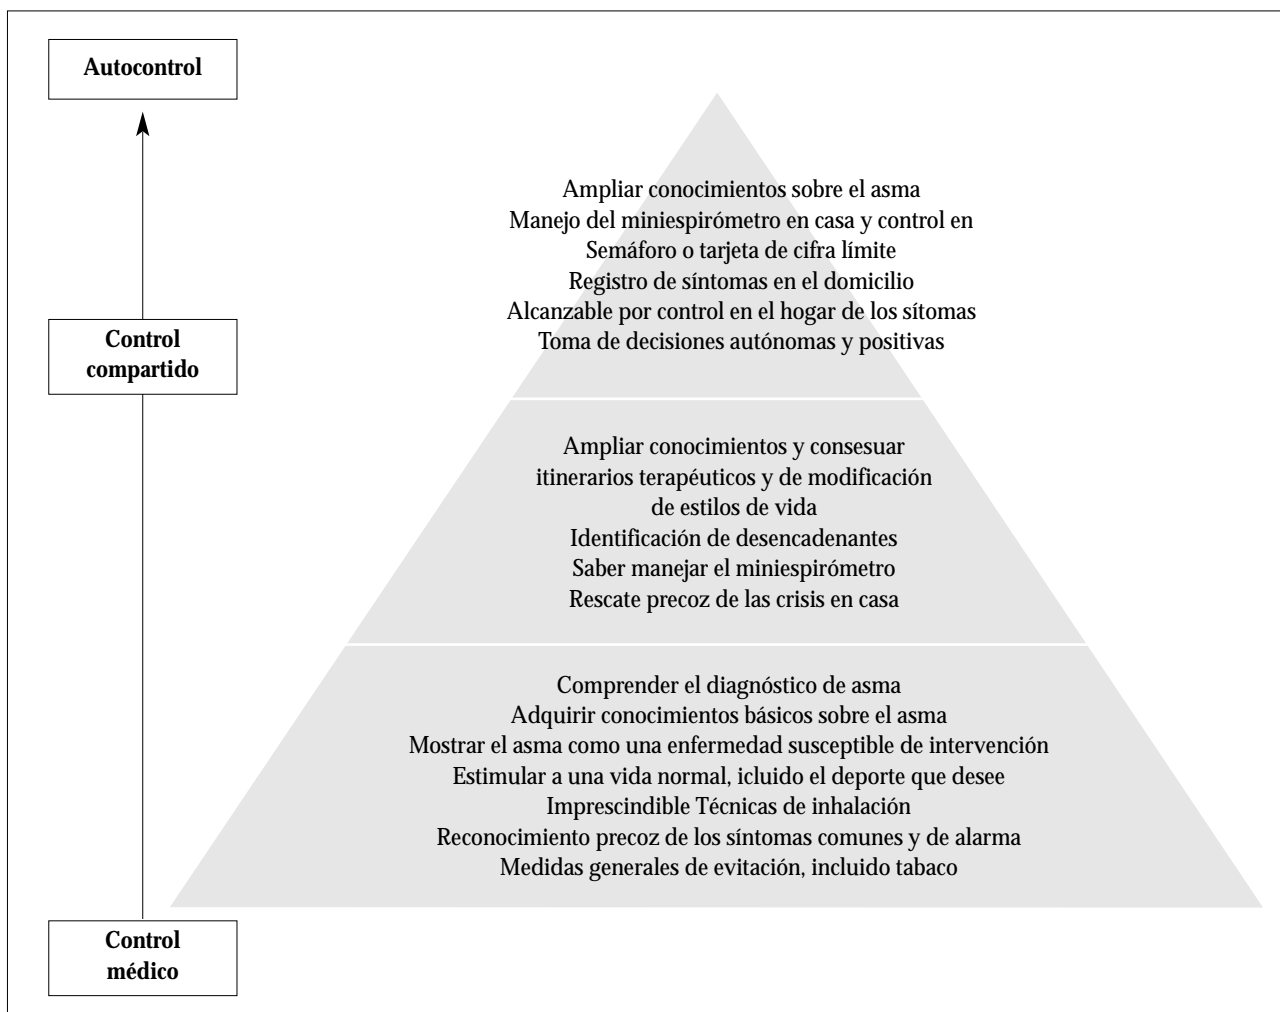 Autocontrol
Ampliar conocimientos sobre el asma
Manejo del miniespirómetro en casa y control en
Semáforo o tarjeta de cifra límite
Registro de síntomas en el domicilio
Alcanzable por control en el hogar de los sítomas
Toma de decisiones autónomas y positivas
Control
compartido
Ampliar conocimientos y consesuar
itinerarios terapéuticos y de modificación
de estilos de vida
Identificación de desencadenantes
Saber manejar el miniespirómetro
Rescate precoz de las crisis en casa
Comprender el diagnóstico de asma
Adquirir conocimientos básicos sobre el asma
Mostrar el asma como una enfermedad susceptible de intervención
Estimular a una vida normal, icluido el deporte que desee
Imprescindible Técnicas de inhalación
Reconocimiento precoz de los síntomas comunes y de alarma
Medidas generales de evitación, incluido tabaco
Control
médico